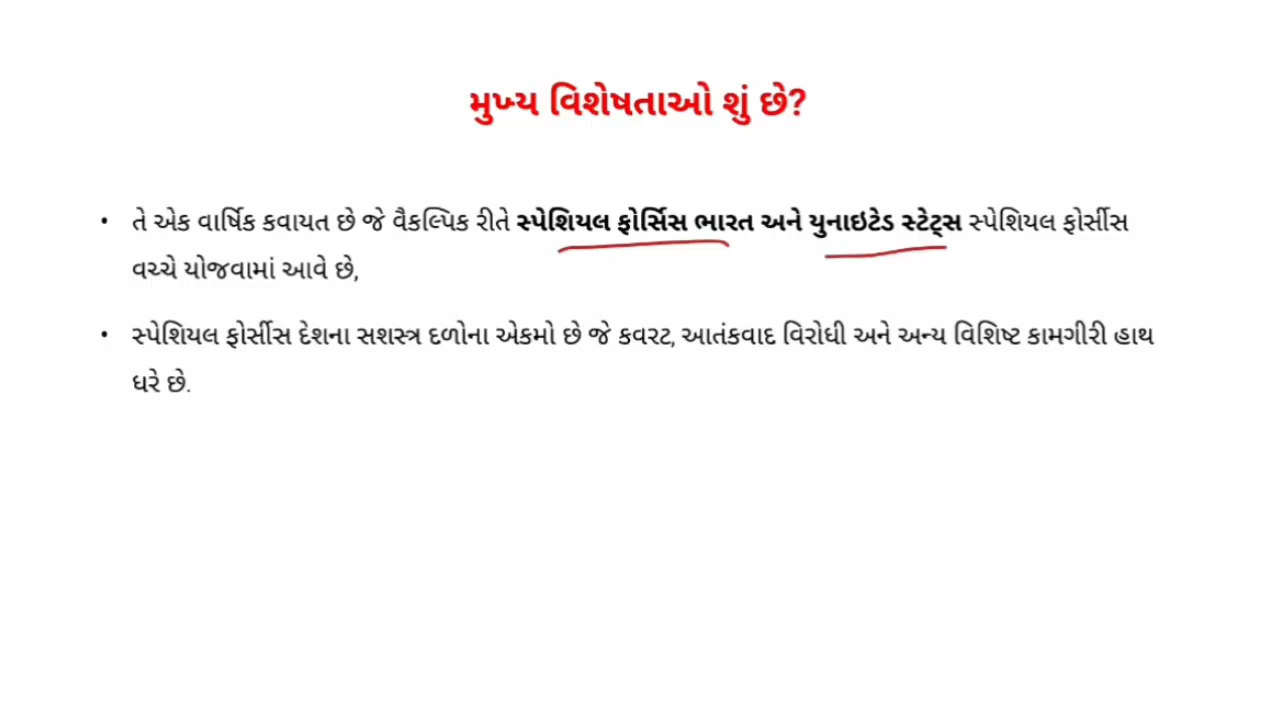 મુખ્ય વિશેષતાઓ શું છે?
• તે એક વાર્ષિક કવાયત છે જે વૈકલ્પિક રીતે સ્પેશિયલ ફોર્સિસ ભારત અને યુનાઇટેડ સ્ટેટ્સ સ્પેશિયલ ફોર્સીસ
વચ્ચે યોજવામાં આવે છે,
• સ્પેશિયલ ફોર્સીસ દેશના સશસ્ત્ર દળોના એકમો છે જે કવરટ, આતંકવાદ વિરોધી અને અન્ય વિશિષ્ટ કામગીરી હાથ
ધરે છે.